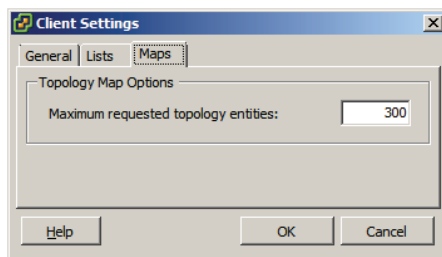 Client Settings
General Lists Maps
Topology Map Options
Maximum requested topology entities: 300
Help OK Cancel